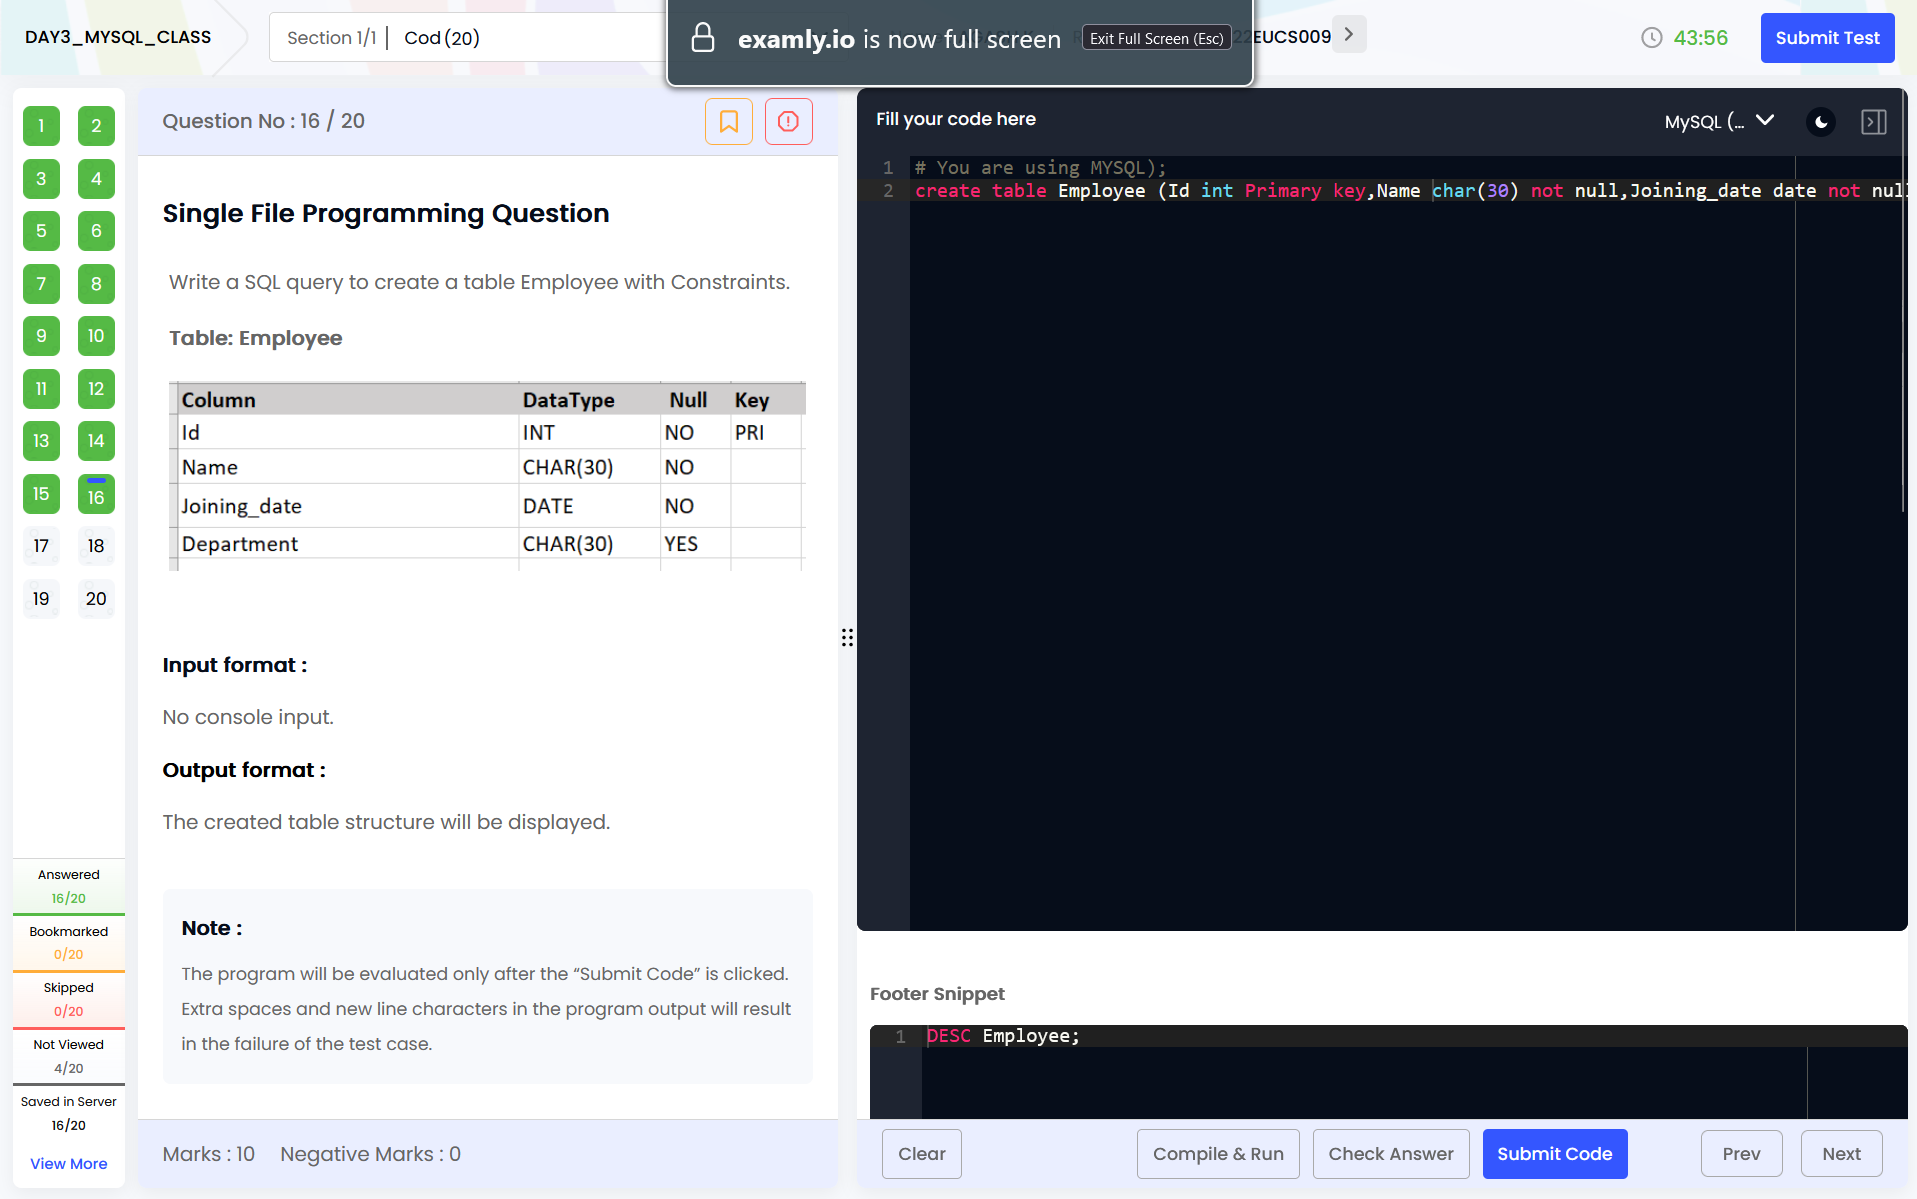 DAY3_MYSQL_CLASS
Section 1/1 | Cod (20)
examly.io is now full screen
Exit Full Screen (Esc)
22EUCS009
43:56
Submit Test
1 2
3 4
5 6
7 8
9 10
11 12
13 14
15 16
17 18
19 20
Answered
16/20
Bookmarked
0/20
Skipped
0/20
Not Viewed
4/20
Saved in Server
16/20
View More
Question No : 16 / 20
Single File Programming Question
Write a SQL query to create a table Employee with Constraints.
Table: Employee
Column DataType Null Key
Id INT NO PRI
Name CHAR(30) NO
Joining_date DATE NO
Department CHAR(30) YES
Input format :
No console input.
Output format :
The created table structure will be displayed.
Note :
The program will be evaluated only after the “Submit Code” is clicked.
Extra spaces and new line characters in the program output will result
in the failure of the test case.
Marks : 10 Negative Marks : 0
Fill your code here
MySQL (...
1 # You are using MYSQL);
2 create table Employee (Id int Primary key,Name char(30) not null,Joining_date date not null
Footer Snippet
1 DESC Employee;
Clear
Compile & Run
Check Answer
Submit Code
Prev
Next